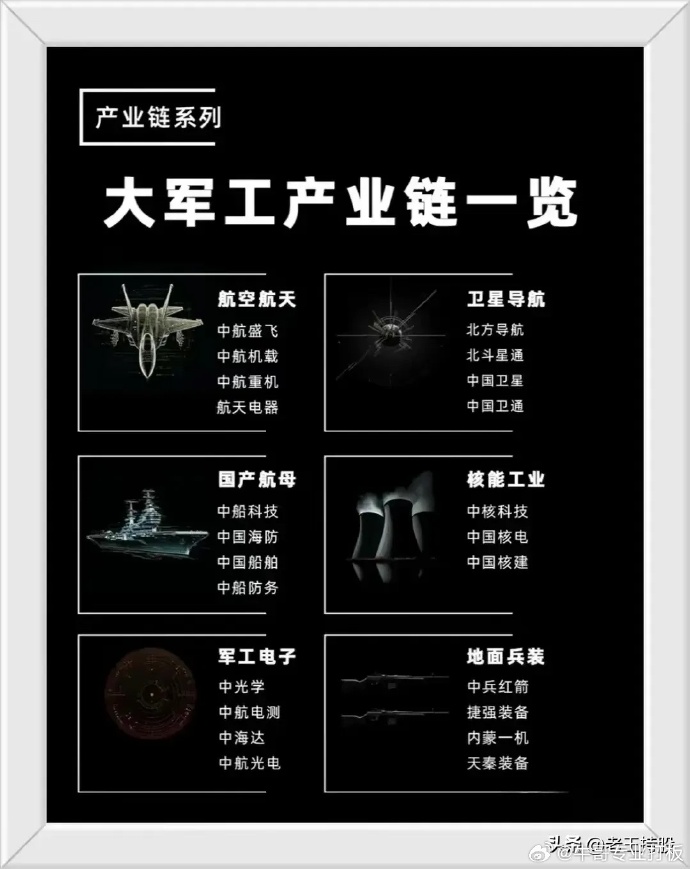 产业链系列
大军工产业链一览
航空航天
中航盛飞
中航机载
中航重机
航天电器
卫星导航
北方导航
北斗星通
中国卫星
中国卫通
国产航母
中船科技
中国海防
中国船舶
中船防务
核能工业
中核科技
中国核电
中国核建
军工电子
中光学
中航电测
中海达
中航光电
地面兵装
中兵红箭
捷强装备
内蒙一机
天秦装备
头条 @老王持股
@牛哥专业打板